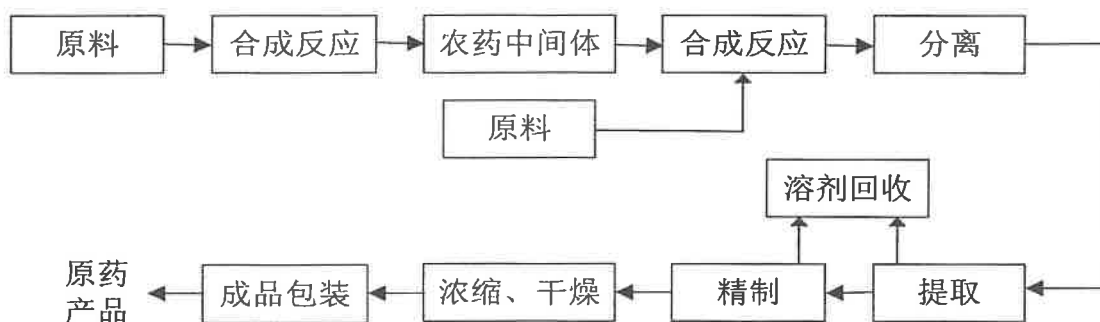 原料
合成反应
农药中间体
合成反应
分离
原料
溶剂回收
提取
精制
浓缩、干燥
成品包装
原药
产品